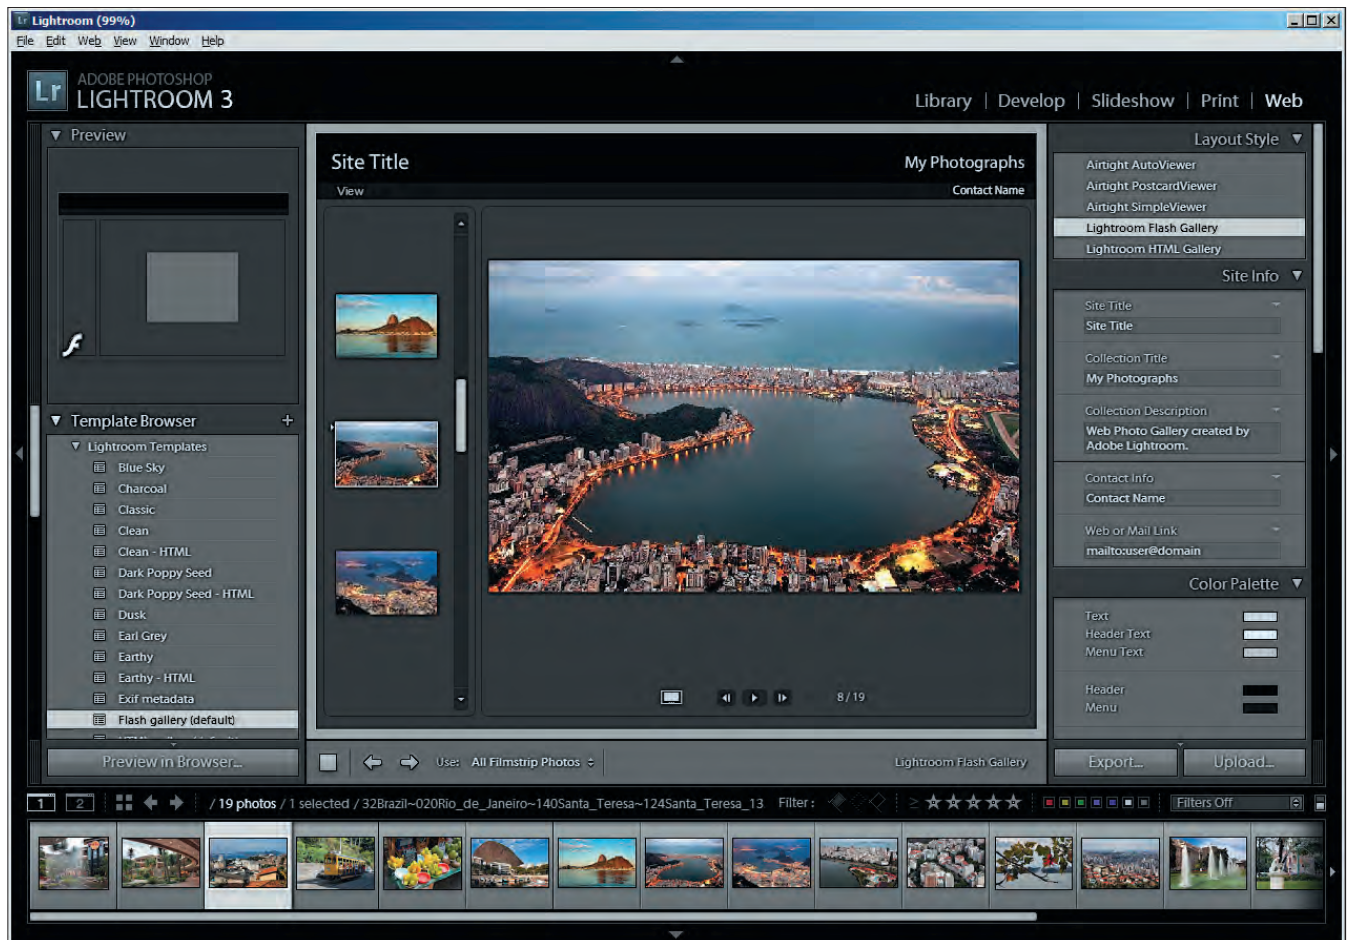 Lr Lightroom (99%)
File Edit Web View Window Help
Lr ADOBE PHOTOSHOP
LIGHTROOM 3
Library | Develop | Slideshow | Print | Web
Preview
Template Browser +
Lightroom Templates
Blue Sky
Charcoal
Classic
Clean
Clean - HTML
Dark Poppy Seed
Dark Poppy Seed - HTML
Dusk
Earl Grey
Earthy
Earthy - HTML
Exif metadata
Flash gallery (default)
Preview in Browser...
Site Title
My Photographs
View
Contact Name
8/19
Use: All Filmstrip Photos
Lightroom Flash Gallery
Layout Style
Airtight AutoViewer
Airtight PostcardViewer
Airtight SimpleViewer
Lightroom Flash Gallery
Lightroom HTML Gallery
Site Info
Site Title
Site Title
Collection Title
My Photographs
Collection Description
Web Photo Gallery created by
Adobe Lightroom.
Contact Info
Contact Name
Web or Mail Link
mailto:user@domain
Color Palette
Text
Header Text
Menu Text
Header
Menu
Export...
Upload...
1 2 / 19 photos / 1 selected / 32Brazil~020Rio_de_Janeiro~140Santa_Teresa~124Santa_Teresa_13 Filter: ≥ Filters Off